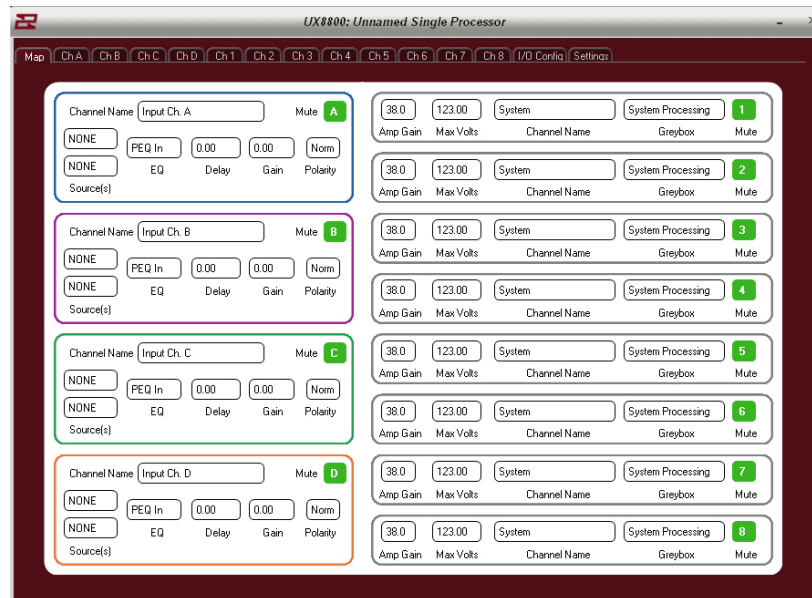 UX8800: Unnamed Single Processor
Map Ch A Ch B Ch C Ch D Ch 1 Ch 2 Ch 3 Ch 4 Ch 5 Ch 6 Ch 7 Ch 8 I/O Config Settings
Channel Name Input Ch. A Mute A
NONE
NONE
PEQ In 0.00 0.00 Norm
EQ Delay Gain Polarity
Source(s)
Channel Name Input Ch. B Mute B
NONE
NONE
PEQ In 0.00 0.00 Norm
EQ Delay Gain Polarity
Source(s)
Channel Name Input Ch. C Mute C
NONE
NONE
PEQ In 0.00 0.00 Norm
EQ Delay Gain Polarity
Source(s)
Channel Name Input Ch. D Mute D
NONE
NONE
PEQ In 0.00 0.00 Norm
EQ Delay Gain Polarity
Source(s)
38.0 123.00 System System Processing 1
Amp Gain Max Volts Channel Name Greybox Mute
38.0 123.00 System System Processing 2
Amp Gain Max Volts Channel Name Greybox Mute
38.0 123.00 System System Processing 3
Amp Gain Max Volts Channel Name Greybox Mute
38.0 123.00 System System Processing 4
Amp Gain Max Volts Channel Name Greybox Mute
38.0 123.00 System System Processing 5
Amp Gain Max Volts Channel Name Greybox Mute
38.0 123.00 System System Processing 6
Amp Gain Max Volts Channel Name Greybox Mute
38.0 123.00 System System Processing 7
Amp Gain Max Volts Channel Name Greybox Mute
38.0 123.00 System System Processing 8
Amp Gain Max Volts Channel Name Greybox Mute